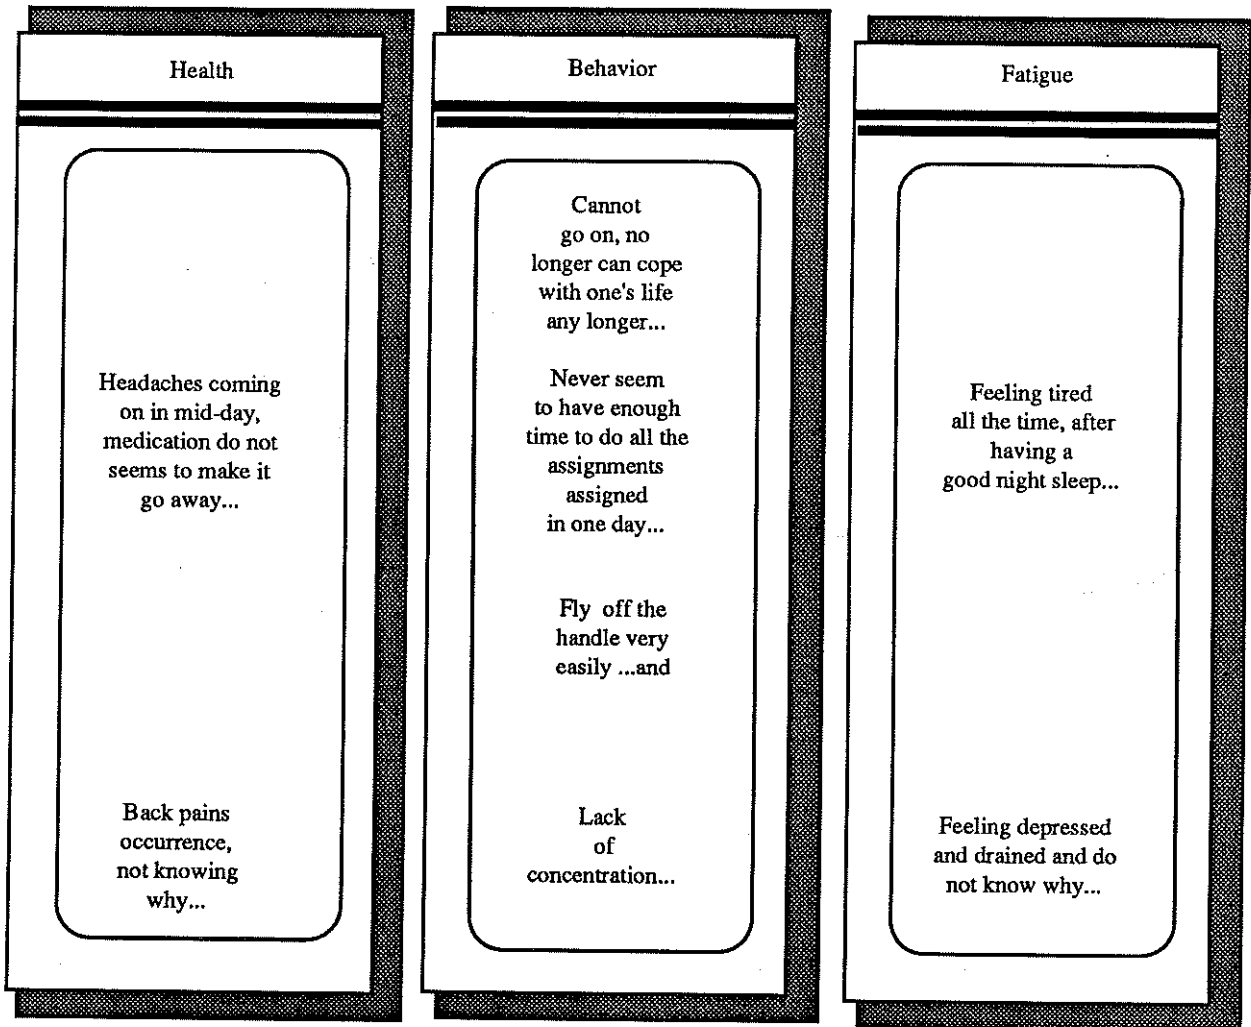 Health
Headaches coming
on in mid-day,
medication do not
seems to make it
go away...
Back pains
occurrence,
not knowing
why...
Behavior
Cannot
go on, no
longer can cope
with one's life
any longer...
Never seem
to have enough
time to do all the
assignments
assigned
in one day...
Fly off the
handle very
easily ...and
Lack
of
concentration...
Fatigue
Feeling tired
all the time, after
having a
good night sleep...
Feeling depressed
and drained and do
not know why...